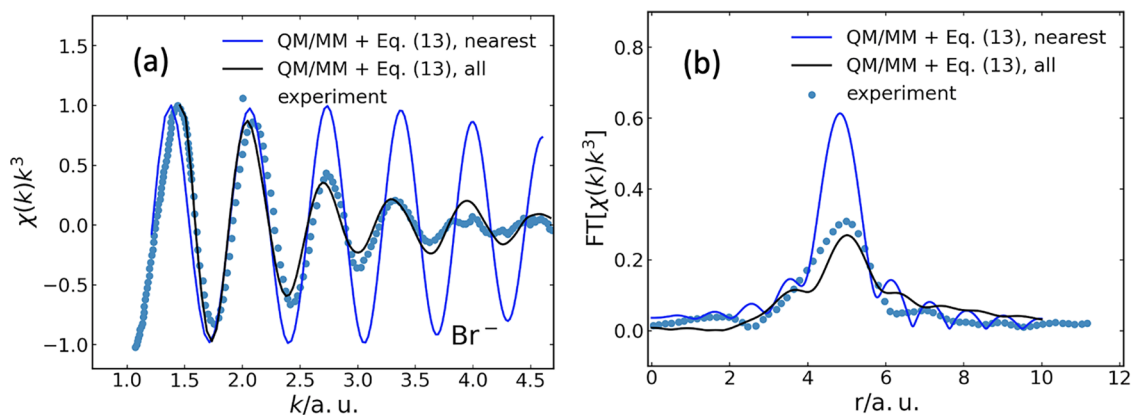 (a)
QM/MM + Eq. (13), nearest
QM/MM + Eq. (13), all
experiment
1.5
1.0
0.5
0.0
−0.5
−1.0
χ(k)k³
Br⁻
1.0 1.5 2.0 2.5 3.0 3.5 4.0 4.5
k/a. u.
(b)
QM/MM + Eq. (13), nearest
QM/MM + Eq. (13), all
experiment
0.8
0.6
0.4
0.2
0.0
FT[χ(k)k³]
0 2 4 6 8 10 12
r/a. u.